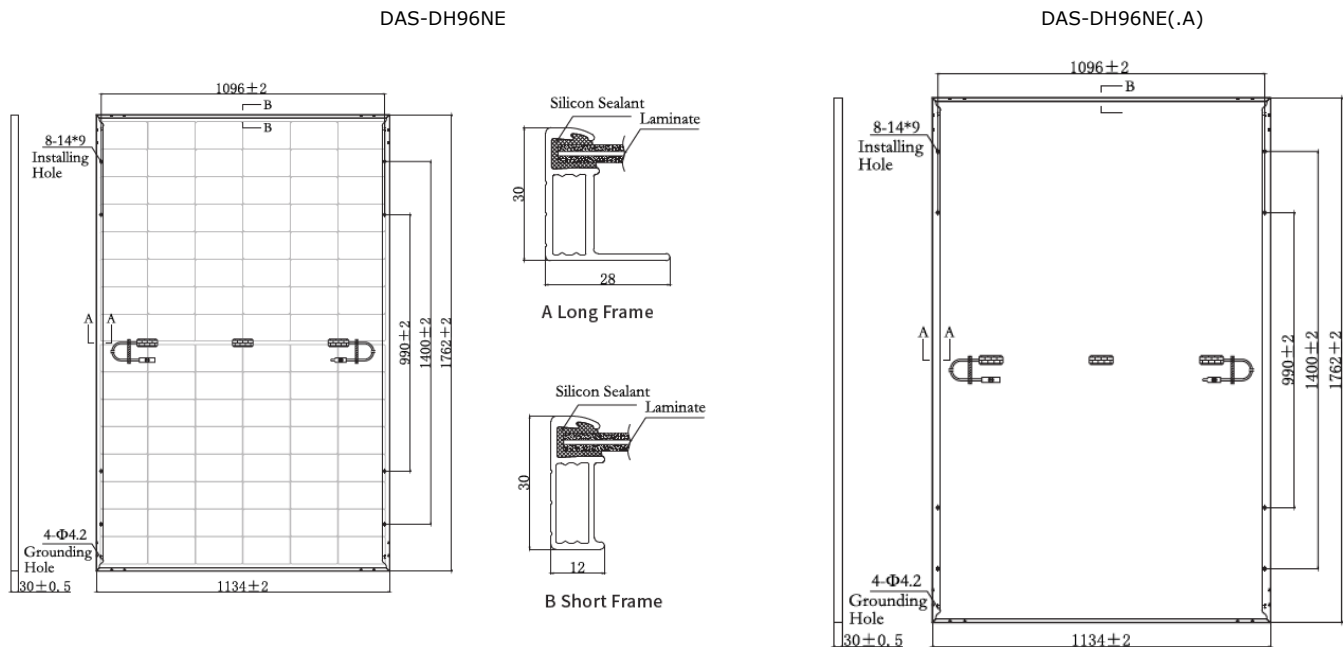 DAS-DH96NE
1096±2
B
B
8-14*9
Installing
Hole
A
A
990±2
1400±2
1762±2
4-Φ4.2
Grounding
Hole
30±0.5
1134±2
Silicon Sealant
Laminate
30
28
A Long Frame
Silicon Sealant
Laminate
30
12
B Short Frame
DAS-DH96NE(.A)
1096±2
B
8-14*9
Installing
Hole
A
A
990±2
1400±2
1762±2
4-Φ4.2
Grounding
Hole
30±0.5
1134±2